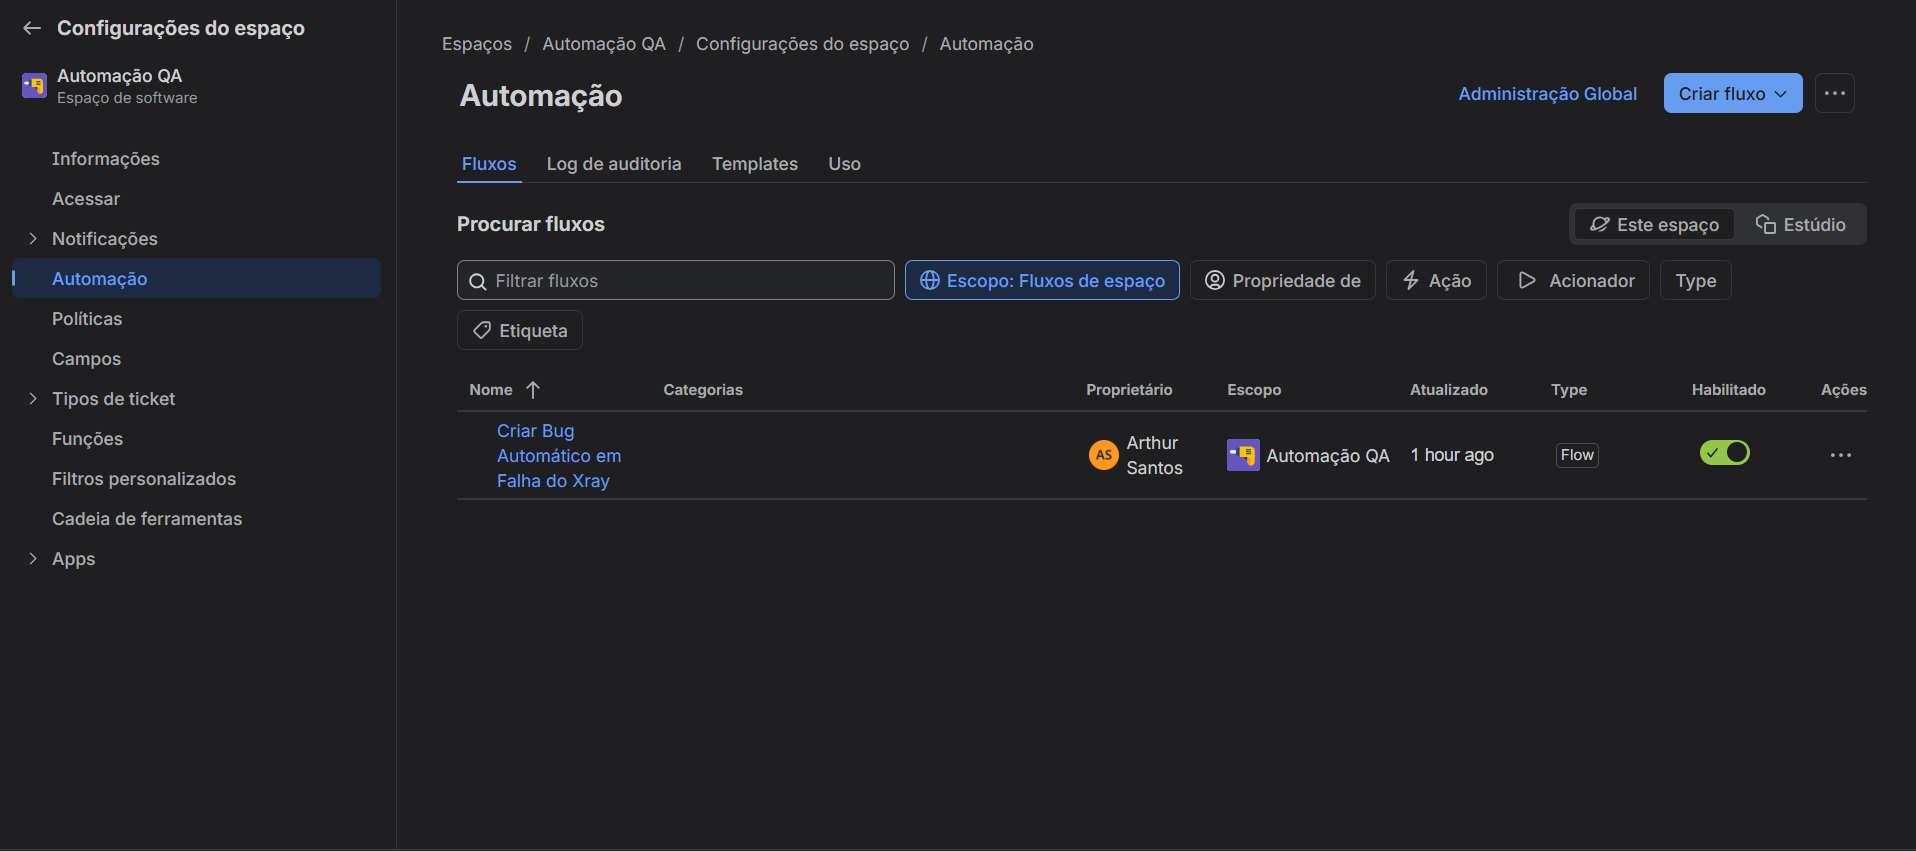 Configurações do espaço
Automação QA
Espaço de software
Informações
Acessar
Notificações
Automação
Políticas
Campos
Tipos de ticket
Funções
Filtros personalizados
Cadeia de ferramentas
Apps
Espaços / Automação QA / Configurações do espaço / Automação
Automação
Administração Global
Criar fluxo
Fluxos Log de auditoria Templates Uso
Procurar fluxos
Este espaço Estúdio
Filtrar fluxos Escopo: Fluxos de espaço Propriedade de Ação Acionador Type
Etiqueta
Nome Categorias Proprietário Escopo Atualizado Type Habilitado Ações
Criar Bug
Automático em
Falha do Xray
AS
Arthur
Santos
Automação QA
1 hour ago
Flow